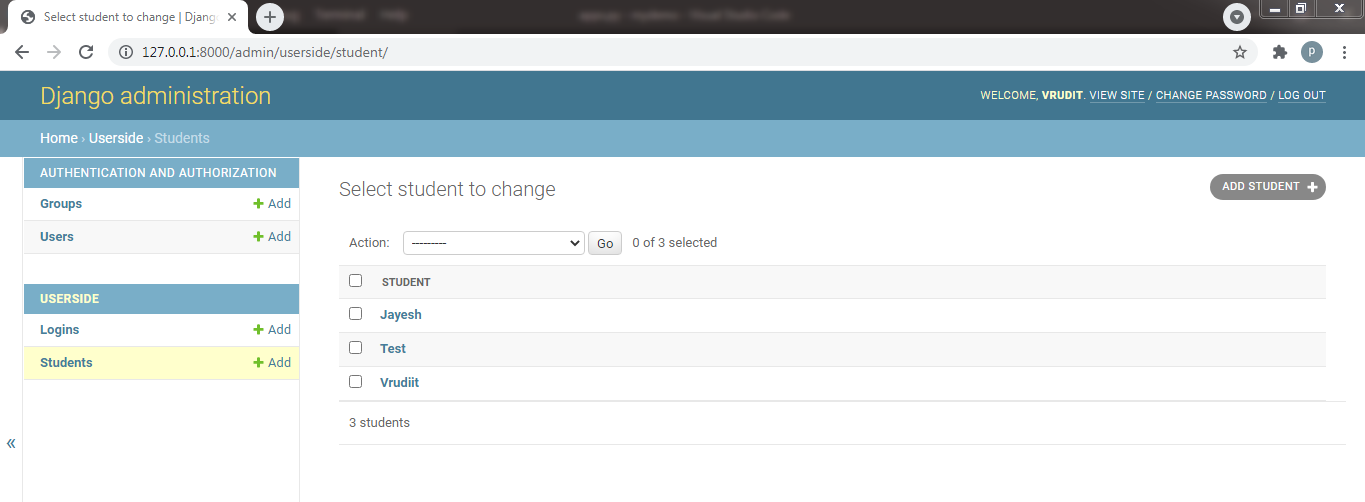 Select student to change | Djang
Terminal Help
127.0.0.1:8000/admin/userside/student/
p
Django administration
WELCOME, VRUDIT. VIEW SITE / CHANGE PASSWORD / LOG OUT
Home › Userside › Students
AUTHENTICATION AND AUTHORIZATION
Groups + Add
Users + Add
USERSIDE
Logins + Add
Students + Add
«
Select student to change
ADD STUDENT +
Action: --------- Go 0 of 3 selected
STUDENT
Jayesh
Test
Vrudiit
3 students